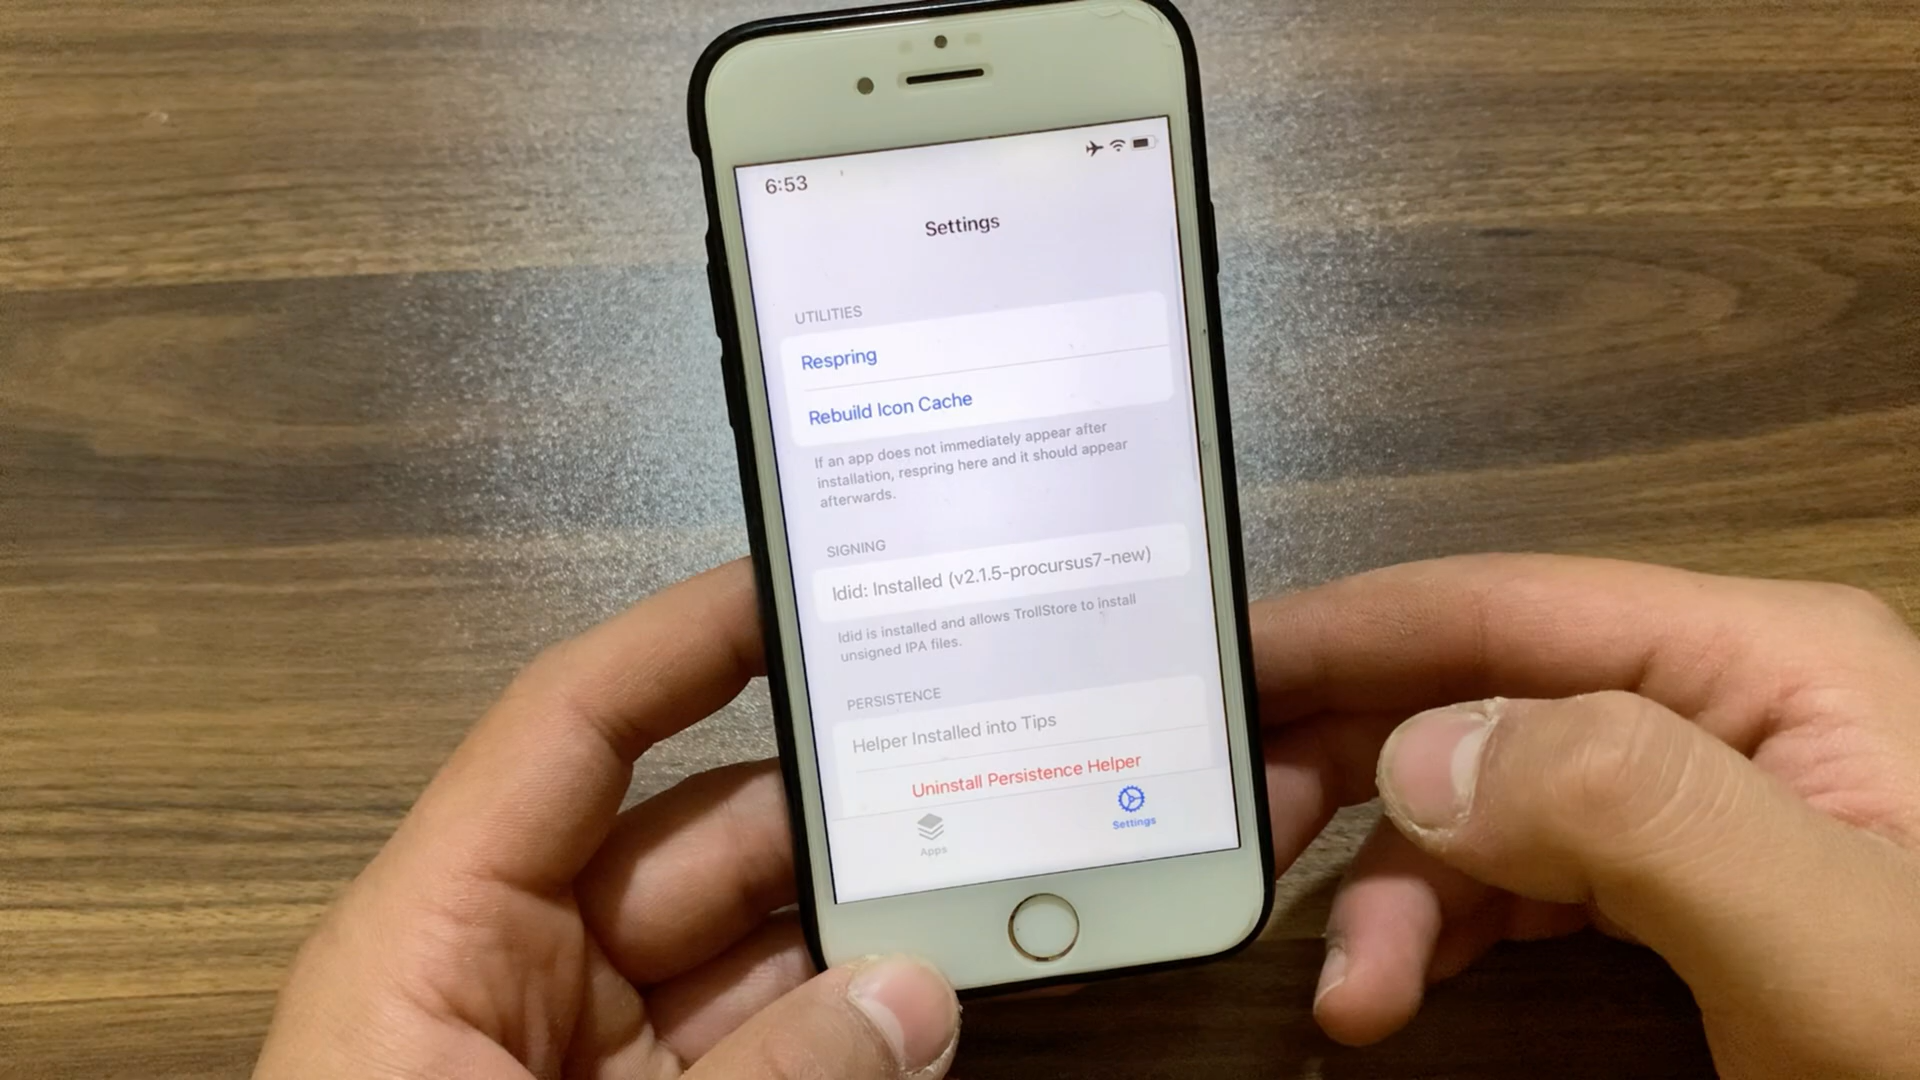 6:53
Settings
UTILITIES
Respring
Rebuild Icon Cache
If an app does not immediately appear after
installation, respring here and it should appear
afterwards.
SIGNING
ldid: Installed (v2.1.5-procursus7-new)
ldid is installed and allows TrollStore to install
unsigned IPA files.
PERSISTENCE
Helper Installed into Tips
Uninstall Persistence Helper
Apps
Settings